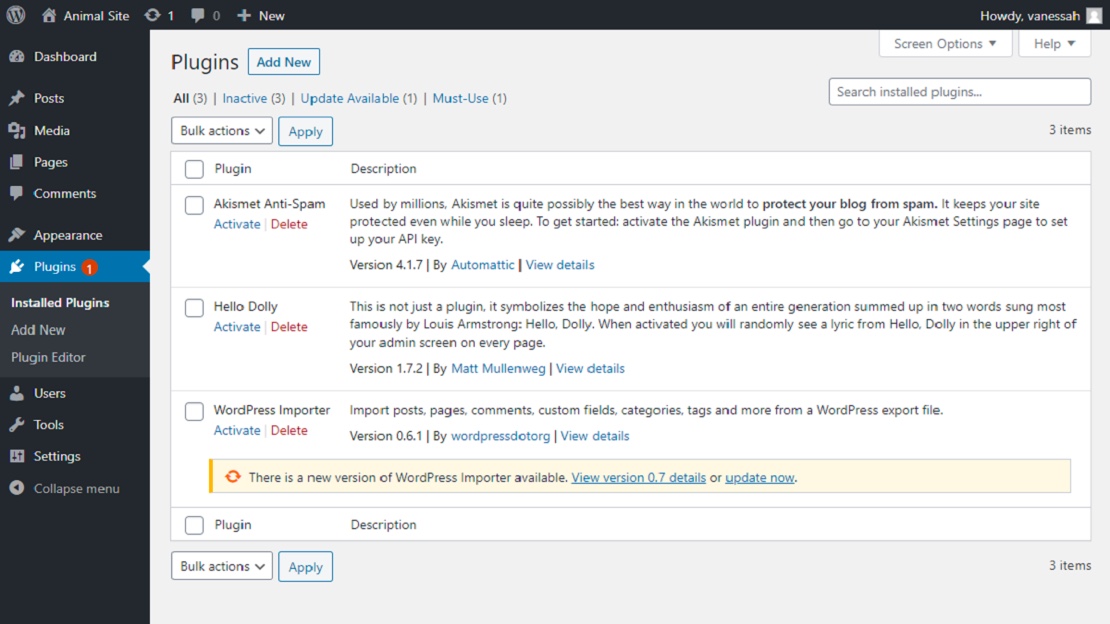 Animal Site 1 0 New Howdy, vanessah
Screen Options Help
Dashboard
Posts
Media
Pages
Comments
Appearance
Plugins 1
Installed Plugins
Add New
Plugin Editor
Users
Tools
Settings
Collapse menu
Plugins Add New
All (3) | Inactive (3) | Update Available (1) | Must-Use (1)
Search installed plugins...
Bulk actions Apply 3 items
Plugin Description
Akismet Anti-Spam
Activate | Delete
Used by millions, Akismet is quite possibly the best way in the world to protect your blog from spam. It keeps your site
protected even while you sleep. To get started: activate the Akismet plugin and then go to your Akismet Settings page to set
up your API key.
Version 4.1.7 | By Automattic | View details
Hello Dolly
Activate | Delete
This is not just a plugin, it symbolizes the hope and enthusiasm of an entire generation summed up in two words sung most
famously by Louis Armstrong: Hello, Dolly. When activated you will randomly see a lyric from Hello, Dolly in the upper right of
your admin screen on every page.
Version 1.7.2 | By Matt Mullenweg | View details
WordPress Importer
Activate | Delete
Import posts, pages, comments, custom fields, categories, tags and more from a WordPress export file.
Version 0.6.1 | By wordpressdotorg | View details
There is a new version of WordPress Importer available. View version 0.7 details or update now.
Plugin Description
Bulk actions Apply 3 items